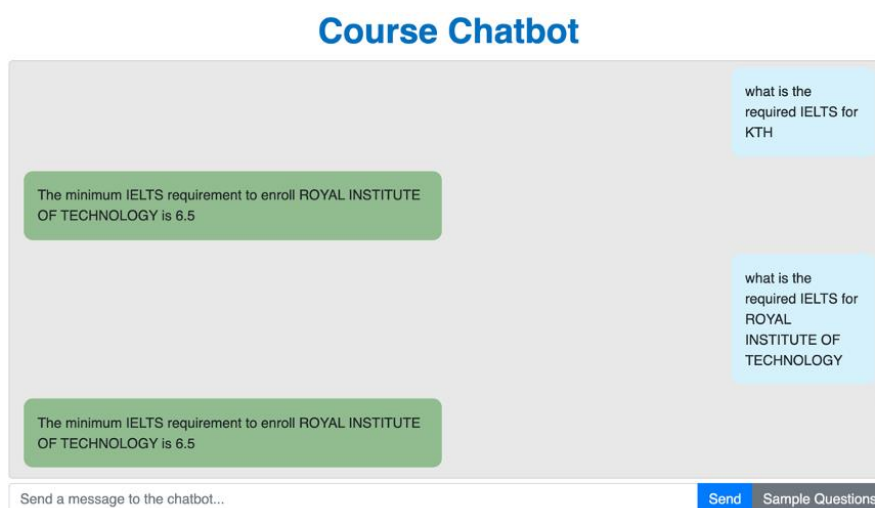 Course Chatbot
what is the
required IELTS for
KTH
The minimum IELTS requirement to enroll ROYAL INSTITUTE
OF TECHNOLOGY is 6.5
what is the
required IELTS for
ROYAL
INSTITUTE OF
TECHNOLOGY
The minimum IELTS requirement to enroll ROYAL INSTITUTE
OF TECHNOLOGY is 6.5
Send a message to the chatbot... Send Sample Questions